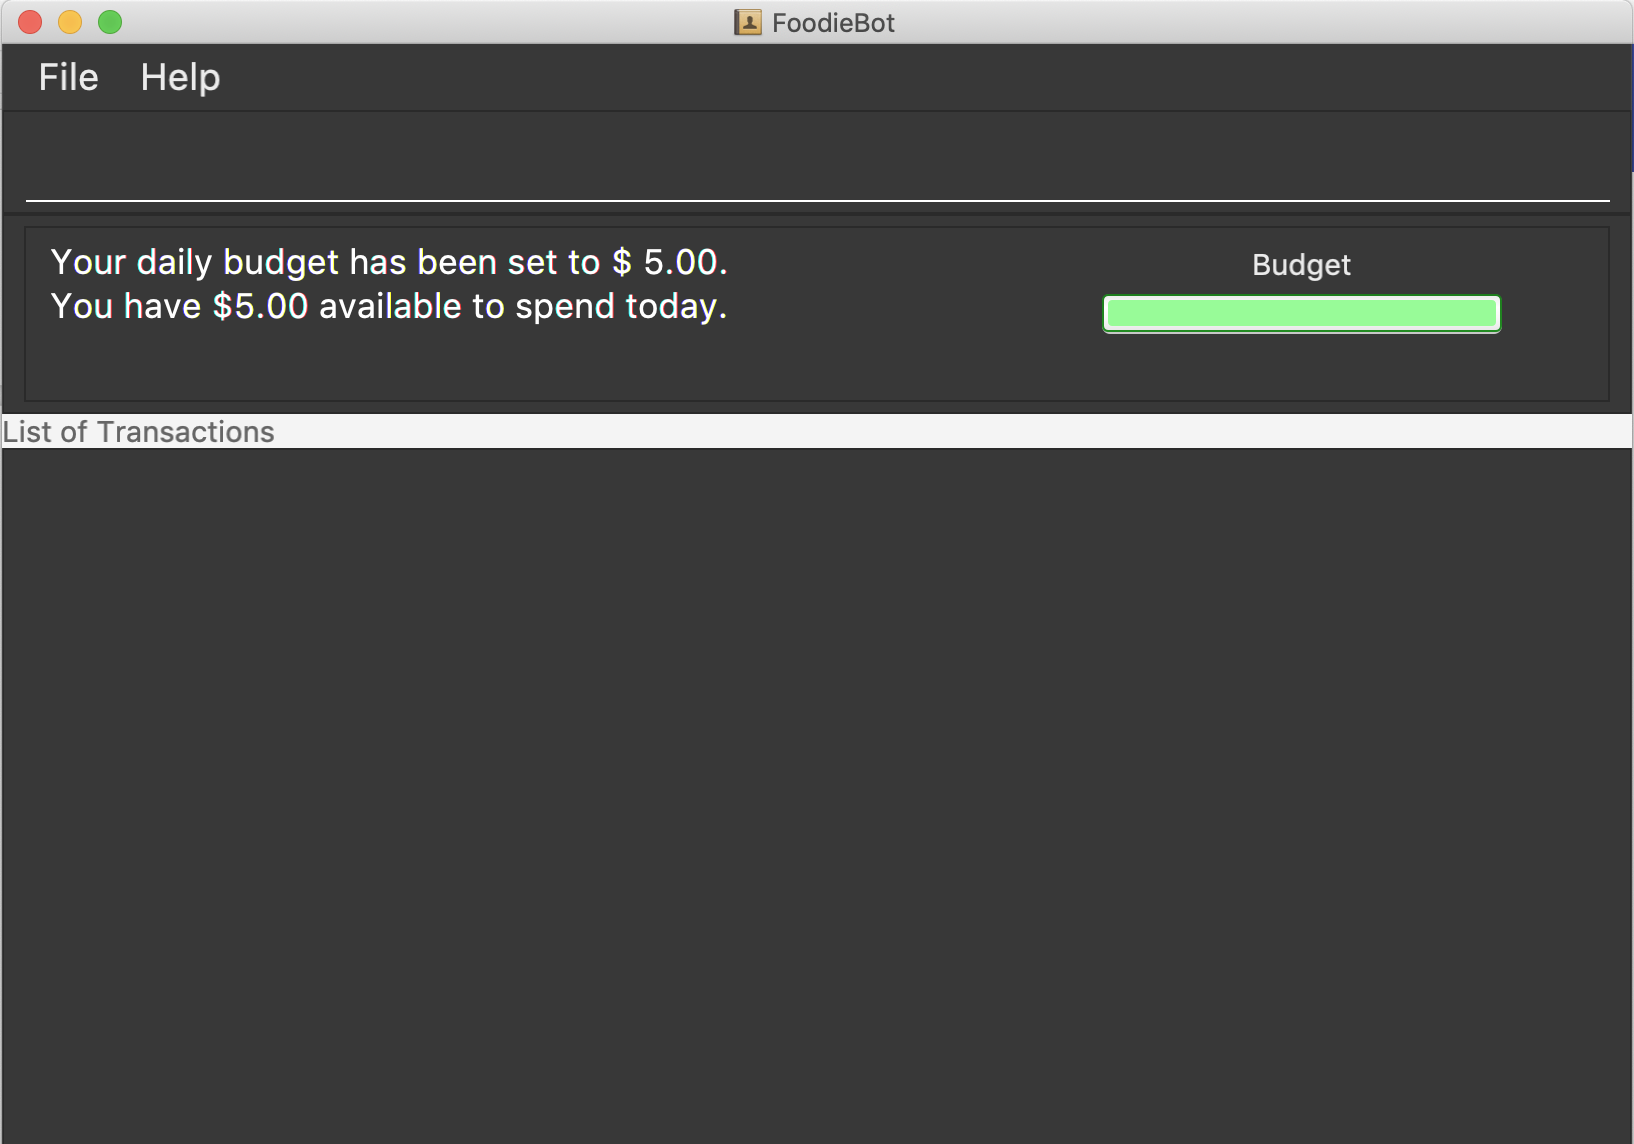 FoodieBot
File Help
Your daily budget has been set to $ 5.00.
You have $5.00 available to spend today.
Budget
List of Transactions